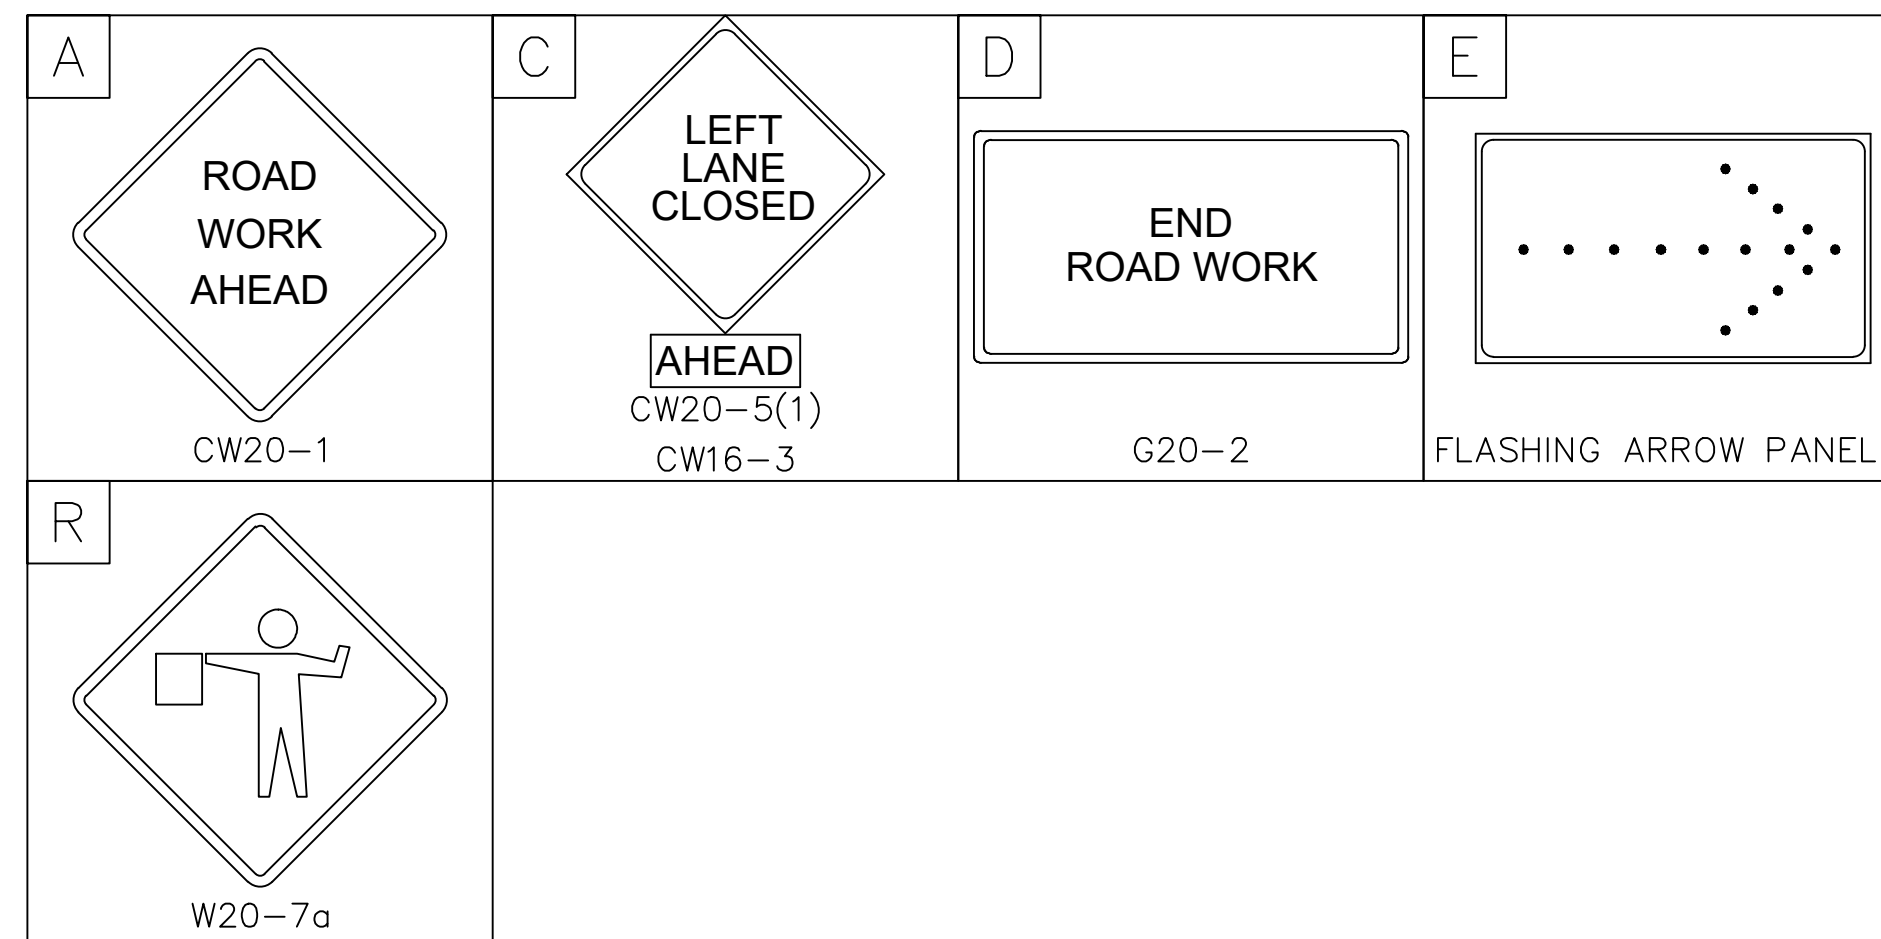 A
ROAD
WORK
AHEAD
CW20-1
C
LEFT
LANE
CLOSED
AHEAD
CW20-5(1)
CW16-3
D
END
ROAD WORK
G20-2
E
FLASHING ARROW PANEL
R
W20-7a